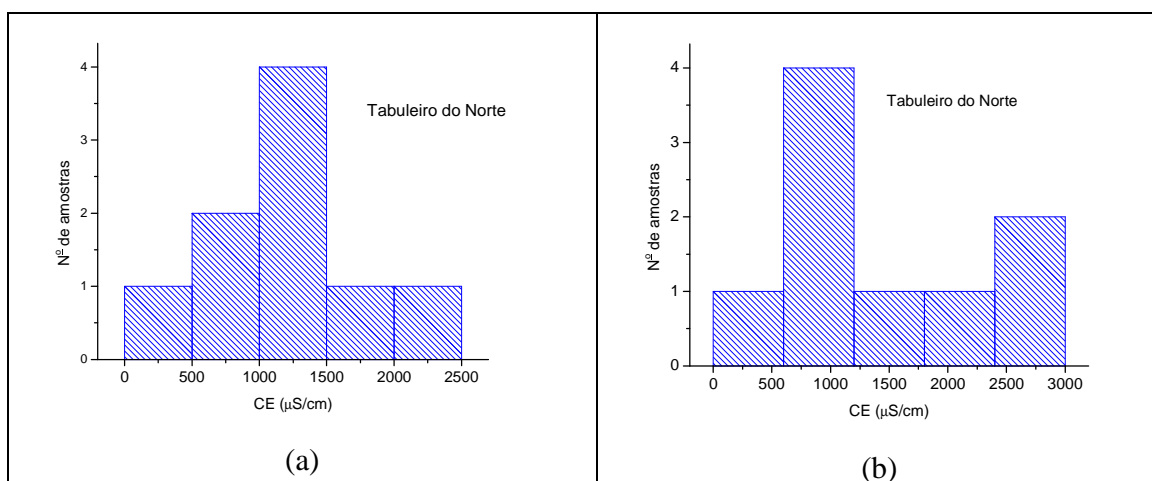 4
3
2
1
0
Nº de amostras
Tabuleiro do Norte
0 500 1000 1500 2000 2500
CE (μS/cm)
(a)
4
3
2
1
0
Nº de amostras
Tabuleiro do Norte
0 500 1000 1500 2000 2500 3000
CE (μS/cm)
(b)